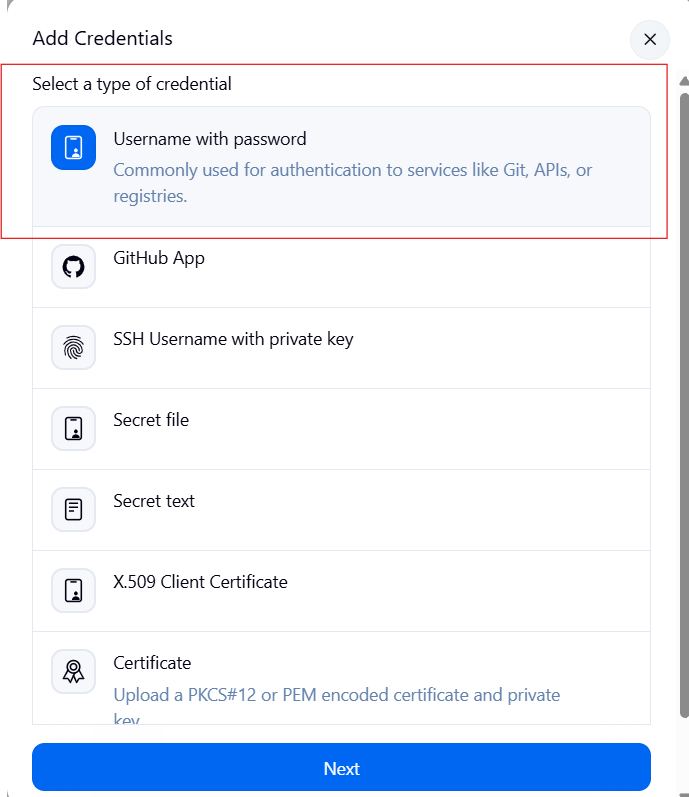 Add Credentials
Select a type of credential
Username with password
Commonly used for authentication to services like Git, APIs, or
registries.
GitHub App
SSH Username with private key
Secret file
Secret text
X.509 Client Certificate
Certificate
Upload a PKCS#12 or PEM encoded certificate and private
key
Next